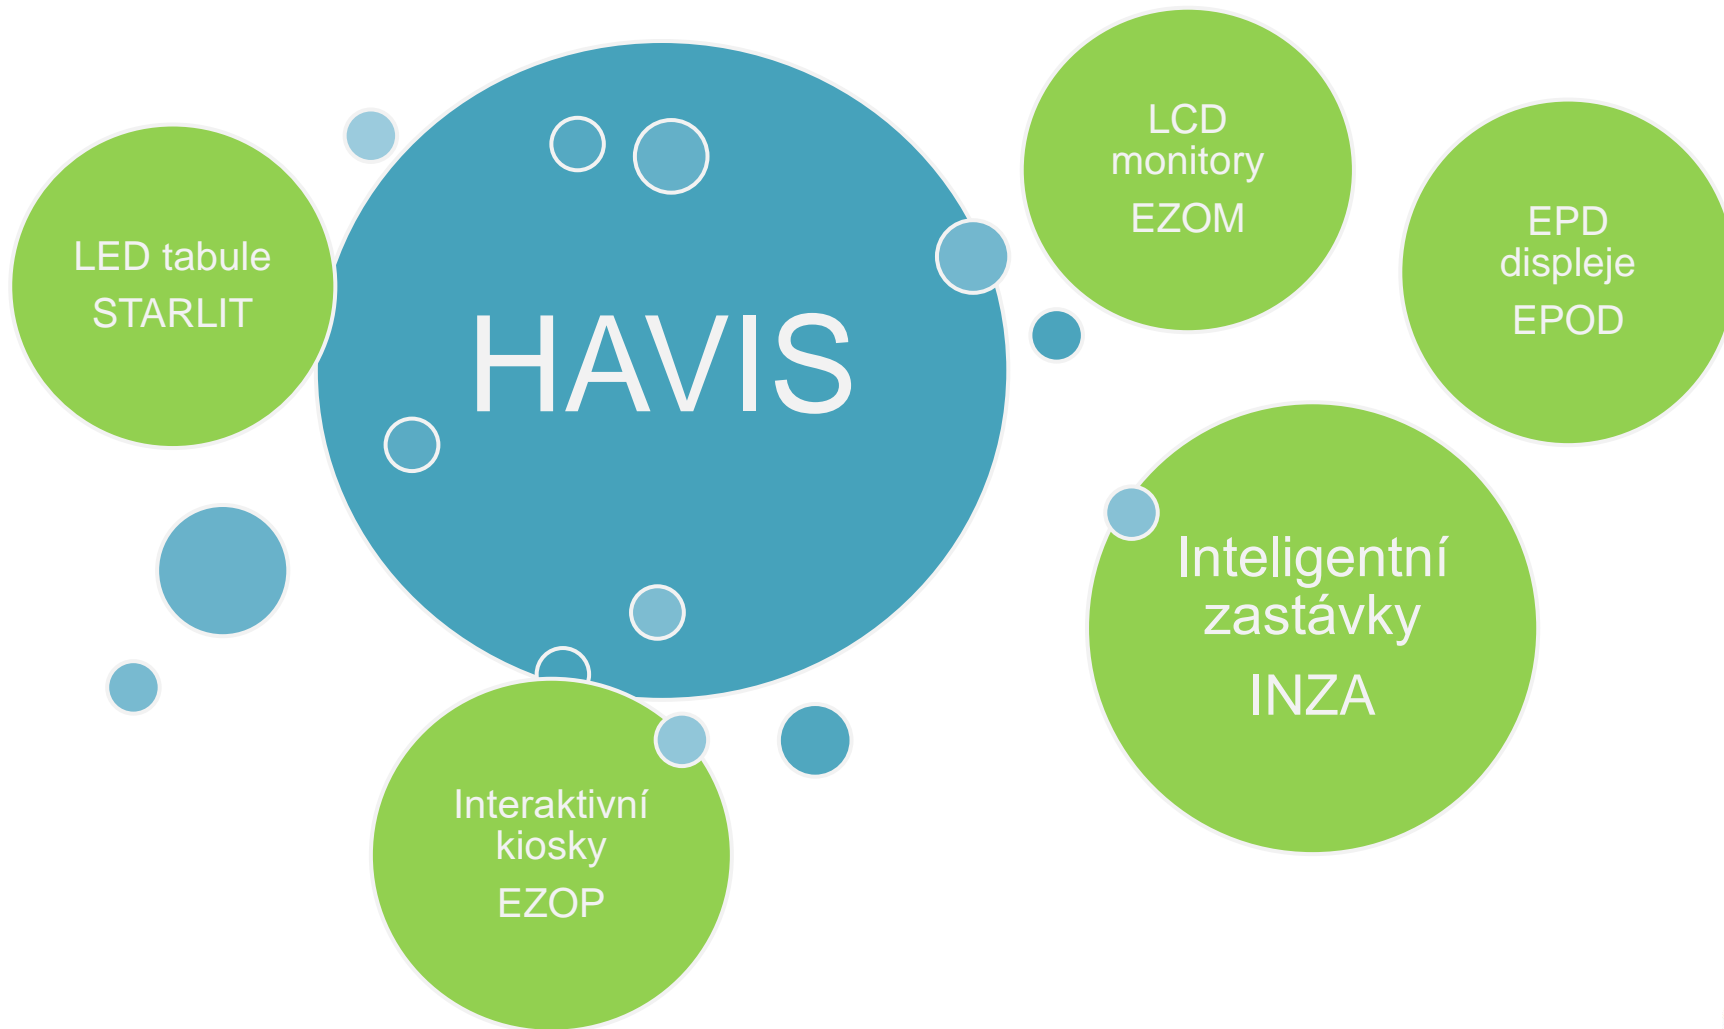 LED tabule
STARLIT
HAVIS
LCD
monitory
EZOM
EPD
displeje
EPOD
Inteligentní
zastávky
INZA
Interaktivní
kiosky
EZOP